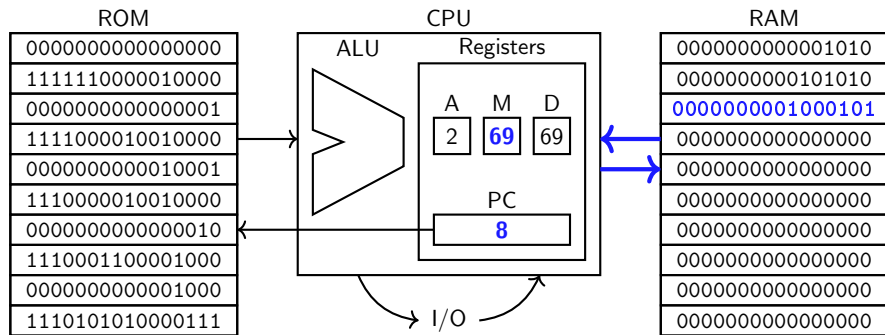 ROM
0000000000000000
1111110000010000
0000000000000001
1111000010010000
0000000000010001
1110000010010000
0000000000000010
1110001100001000
0000000000001000
1110101010000111
CPU
ALU
Registers
A M D
2 69 69
PC
8
I/O
RAM
0000000000001010
0000000000101010
0000000001000101
0000000000000000
0000000000000000
0000000000000000
0000000000000000
0000000000000000
0000000000000000
0000000000000000